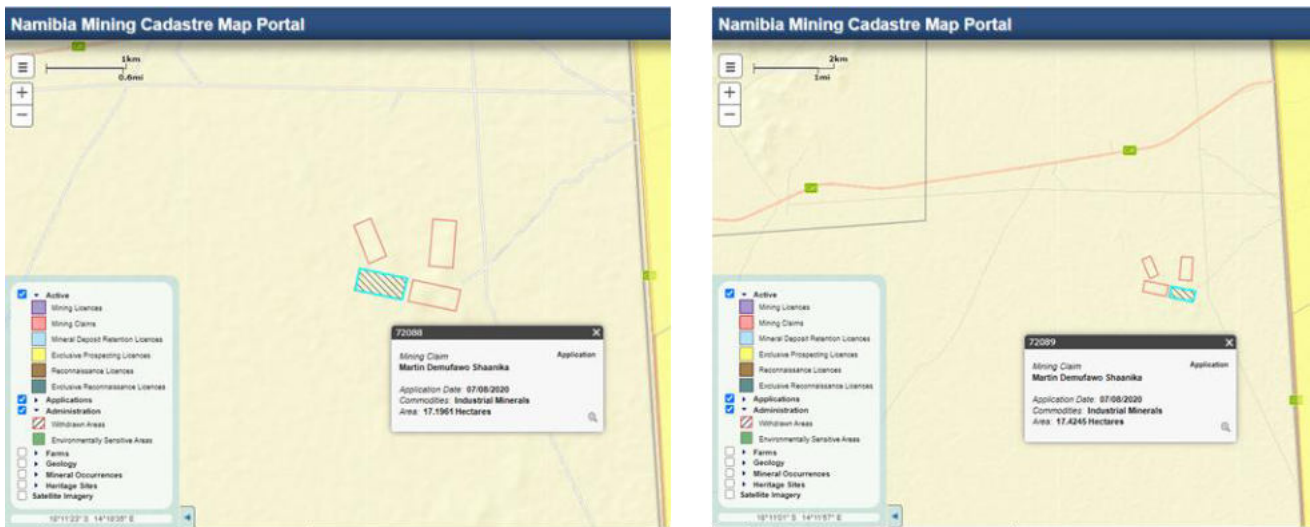 Namibia Mining Cadastre Map Portal
1km
0.6mi
Active
Mining Licences
Mining Claims
Mineral Deposit Retention Licences
Exclusive Prospecting Licences
Reconnaissance Licences
Exclusive Reconnaissance Licences
Applications
Administration
Withdrawn Areas
Environmentally Sensitive Areas
Farms
Geology
Mineral Occurrences
Heritage Sites
Satellite Imagery
72088
Mining Claim Application
Martin Demufawo Shaanika
Application Date: 07/08/2020
Commodities: Industrial Minerals
Area: 17.1961 Hectares
Namibia Mining Cadastre Map Portal
2km
1mi
Active
Mining Licences
Mining Claims
Mineral Deposit Retention Licences
Exclusive Prospecting Licences
Reconnaissance Licences
Exclusive Reconnaissance Licences
Applications
Administration
Withdrawn Areas
Environmentally Sensitive Areas
Farms
Geology
Mineral Occurrences
Heritage Sites
Satellite Imagery
72089
Mining Claim Application
Martin Demufawo Shaanika
Application Date: 07/08/2020
Commodities: Industrial Minerals
Area: 17.4245 Hectares